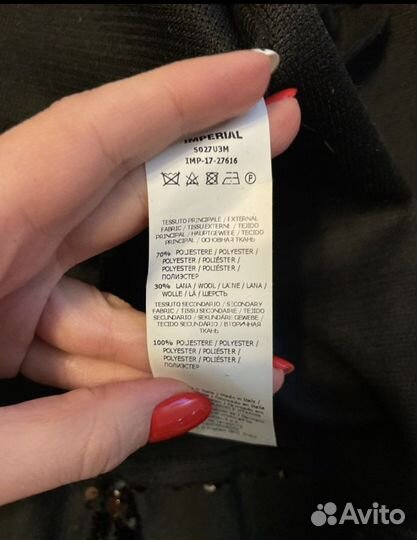 IMPERIAL
S027U3M
IMP-17-27616
P
TESSUTO PRINCIPALE / EXTERNAL
FABRIC / TISSU EXTERNE / TEJIDO
PRINCIPAL / HAUPTGEWEBE / TECIDO
PRINCIPAL / ОСНОВНАЯ ТКАНЬ
70% POLIESTERE / POLYESTER /
POLYESTER / POLIÉSTER /
POLYESTER / POLIÉSTER /
ПОЛИЭСТЕР
30% LANA / WOOL / LAINE / LANA /
WOLLE / LÃ / ШЕРСТЬ
TESSUTO SECONDARIO / SECONDARY
FABRIC / TISSU SECONDAIRE / TEJIDO
SECUNDARIO / SEKUNDÄRE GEWEBE /
TECIDO SECUNDÁRIO / ВТОРИЧНАЯ
ТКАНЬ
100% POLIESTERE / POLYESTER /
POLYESTER / POLIÉSTER /
POLYESTER / POLIÉSTER /
ПОЛИЭСТЕР
Made in Italy /
Avito